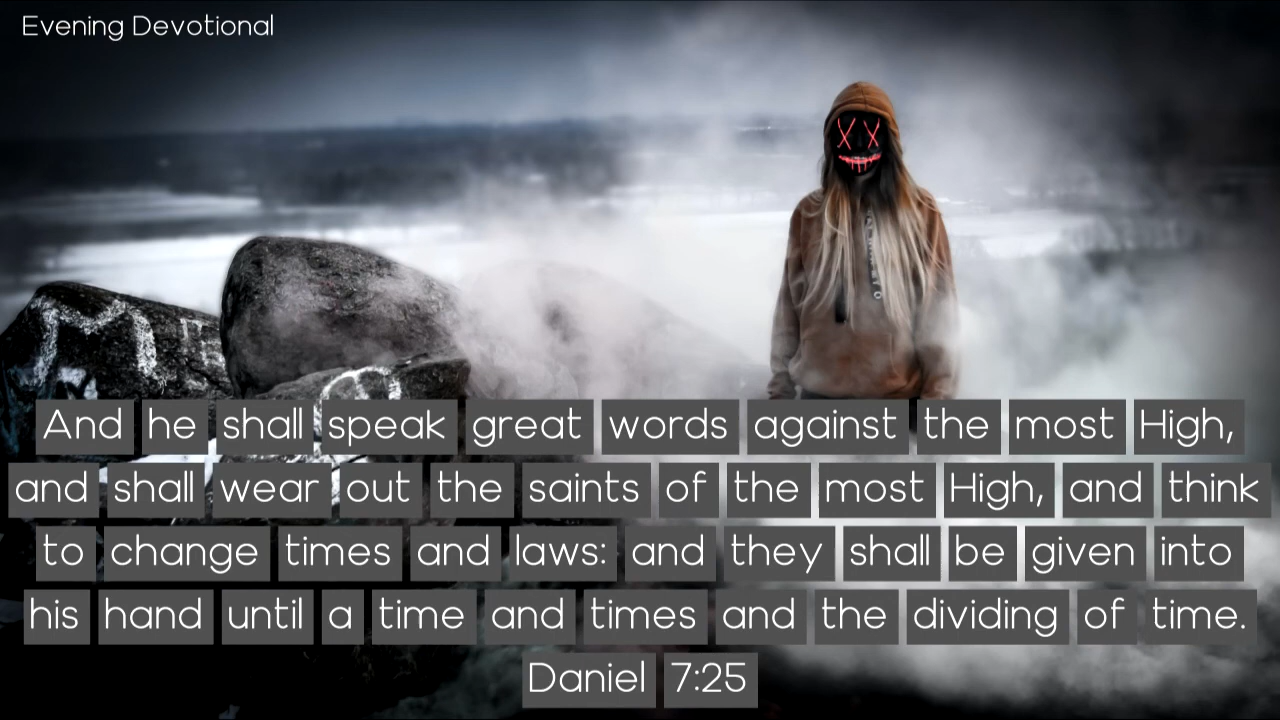 Evening Devotional
And he shall speak great words against the most High,
and shall wear out the saints of the most High, and think
to change times and laws: and they shall be given into
his hand until a time and times and the dividing of time.
Daniel 7:25